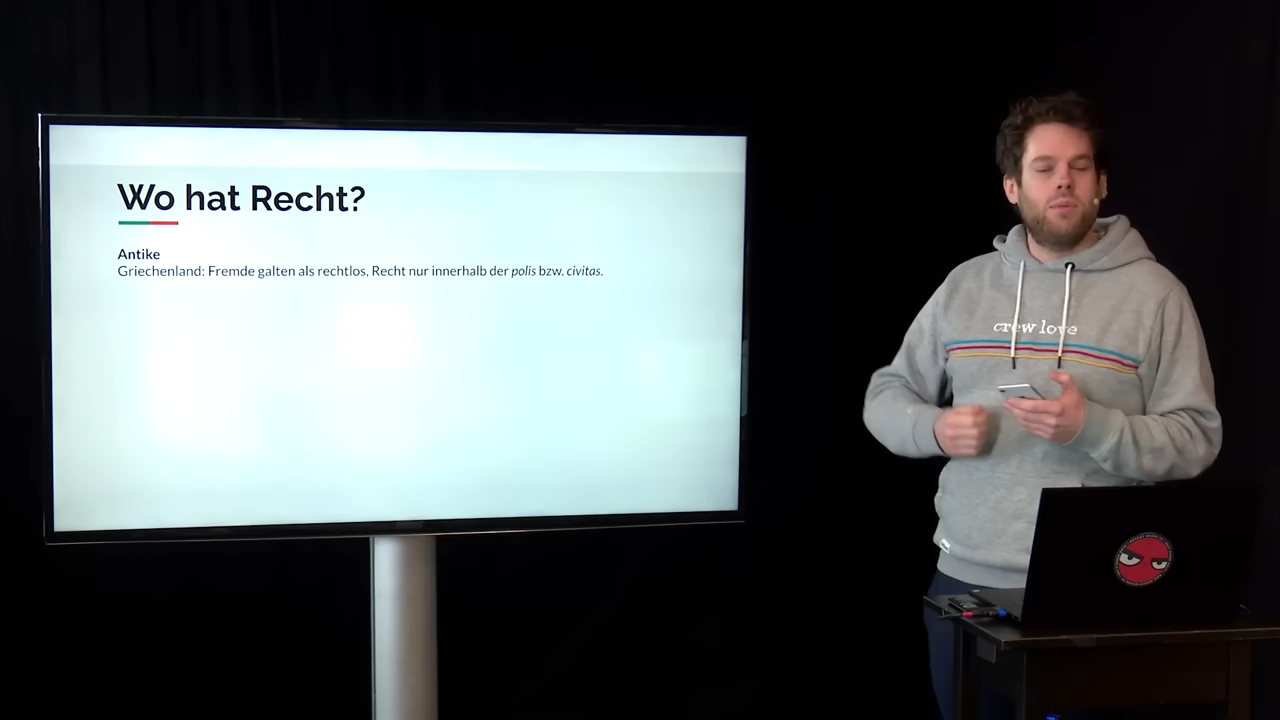 Wo hat Recht?
Antike
Griechenland: Fremde galten als rechtlos, Recht nur innerhalb der polis bzw. civitas.
crew love